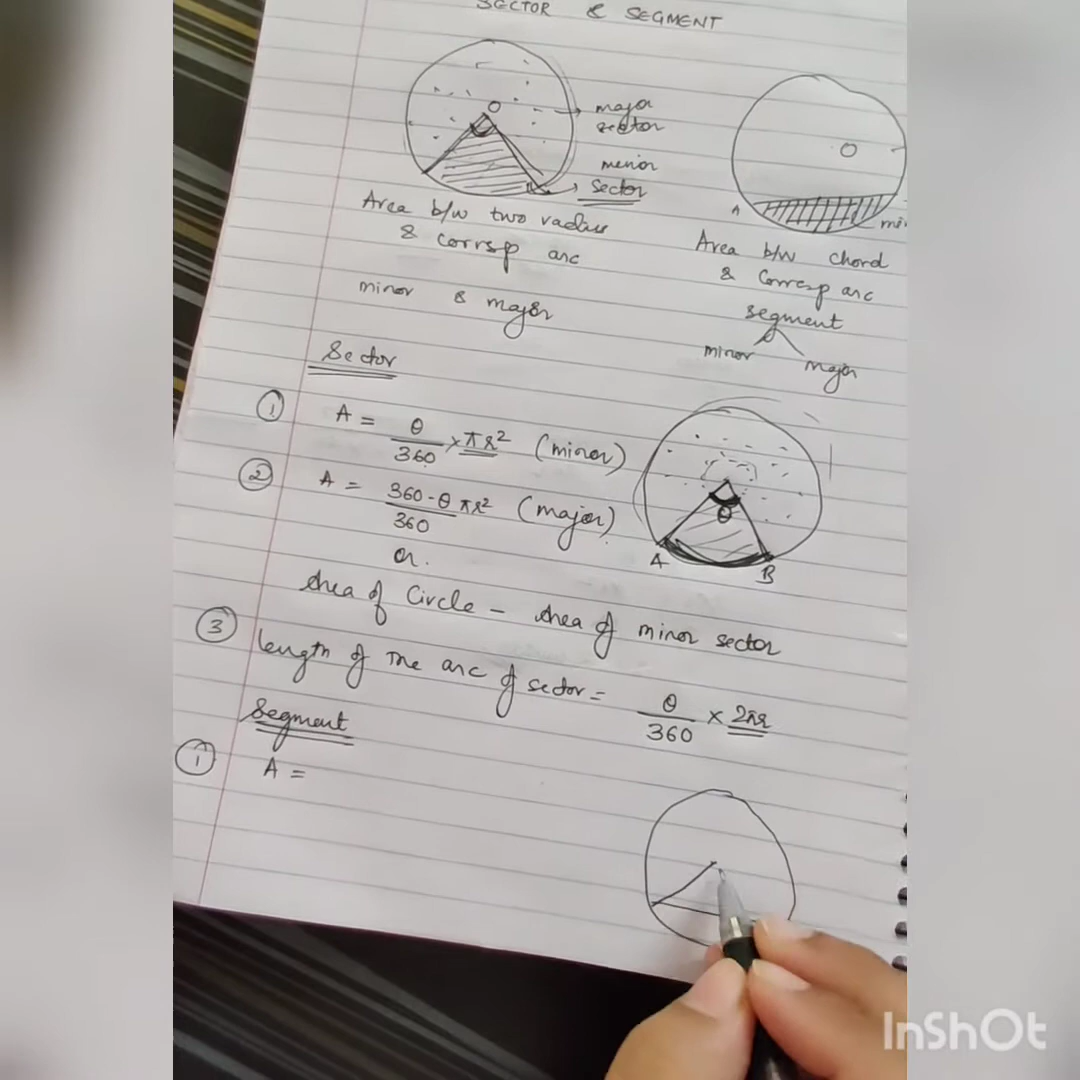 SECTOR & SEGMENT
O
major
sector
menior
sector
Area b/w two radius
& corrsp arc
minor & major
O
A
Area b/w chord
& corresp arc
segment
minor major
Sector
① A = θ/360 × πr² (minor)
② A = 360-θ/360 πr² (major)
or.
Area of Circle - Area of minor sector
θ
A
B
③ length of the arc of sector = θ/360 × 2πr
Segment
① A =
InShOt